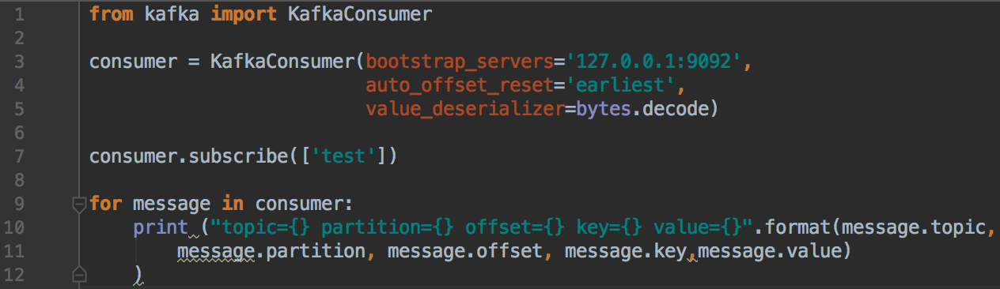 1 from kafka import KafkaConsumer
2
3 consumer = KafkaConsumer(bootstrap_servers='127.0.0.1:9092',
4                          auto_offset_reset='earliest',
5                          value_deserializer=bytes.decode)
6
7 consumer.subscribe(['test'])
8
9 for message in consumer:
10     print ("topic={} partition={} offset={} key={} value={}".format(message.topic,
11         message.partition, message.offset, message.key,message.value)
12     )